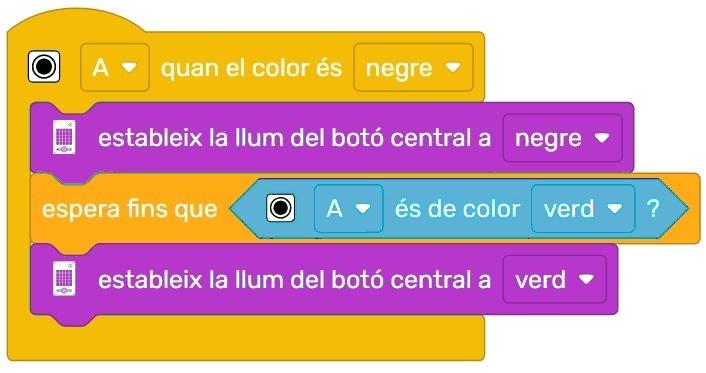 A quan el color és negre
estableix la llum del botó central a negre
espera fins que A és de color verd ?
estableix la llum del botó central a verd